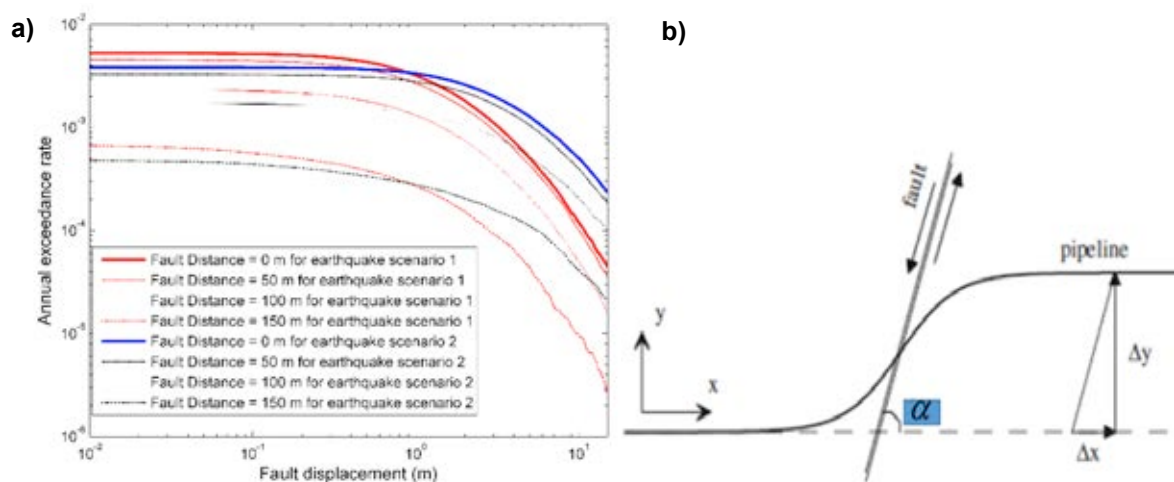 a)
10⁻²
10⁻³
10⁻⁴
10⁻⁵
10⁻⁶
Annual exceedance rate
Fault Distance = 0 m for earthquake scenario 1
Fault Distance = 50 m for earthquake scenario 1
Fault Distance = 100 m for earthquake scenario 1
Fault Distance = 150 m for earthquake scenario 1
Fault Distance = 0 m for earthquake scenario 2
Fault Distance = 50 m for earthquake scenario 2
Fault Distance = 100 m for earthquake scenario 2
Fault Distance = 150 m for earthquake scenario 2
10⁻² 10⁻¹ 10⁰ 10¹
Fault displacement (m)
b)
fault
pipeline
y
x
α
Δy
Δx